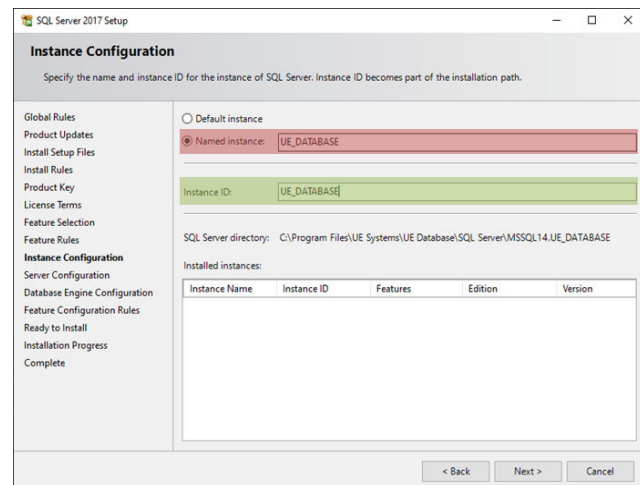 SQL Server 2017 Setup
Instance Configuration
Specify the name and instance ID for the instance of SQL Server. Instance ID becomes part of the installation path.
Global Rules
Product Updates
Install Setup Files
Install Rules
Product Key
License Terms
Feature Selection
Feature Rules
Instance Configuration
Server Configuration
Database Engine Configuration
Feature Configuration Rules
Ready to Install
Installation Progress
Complete
Default instance
Named instance: UE_DATABASE
Instance ID: UE_DATABASE
SQL Server directory: C:\Program Files\UE Systems\UE Database\SQL Server\MSSQL14.UE_DATABASE
Installed instances:
Instance Name Instance ID Features Edition Version
< Back Next > Cancel